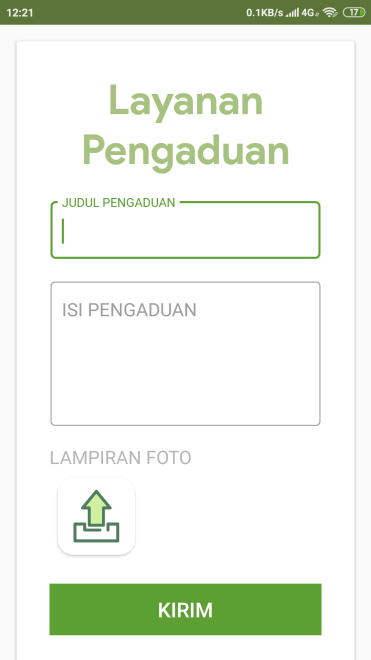 12:21 0.1KB/s 4G 17
Layanan
Pengaduan
JUDUL PENGADUAN
ISI PENGADUAN
LAMPIRAN FOTO
KIRIM